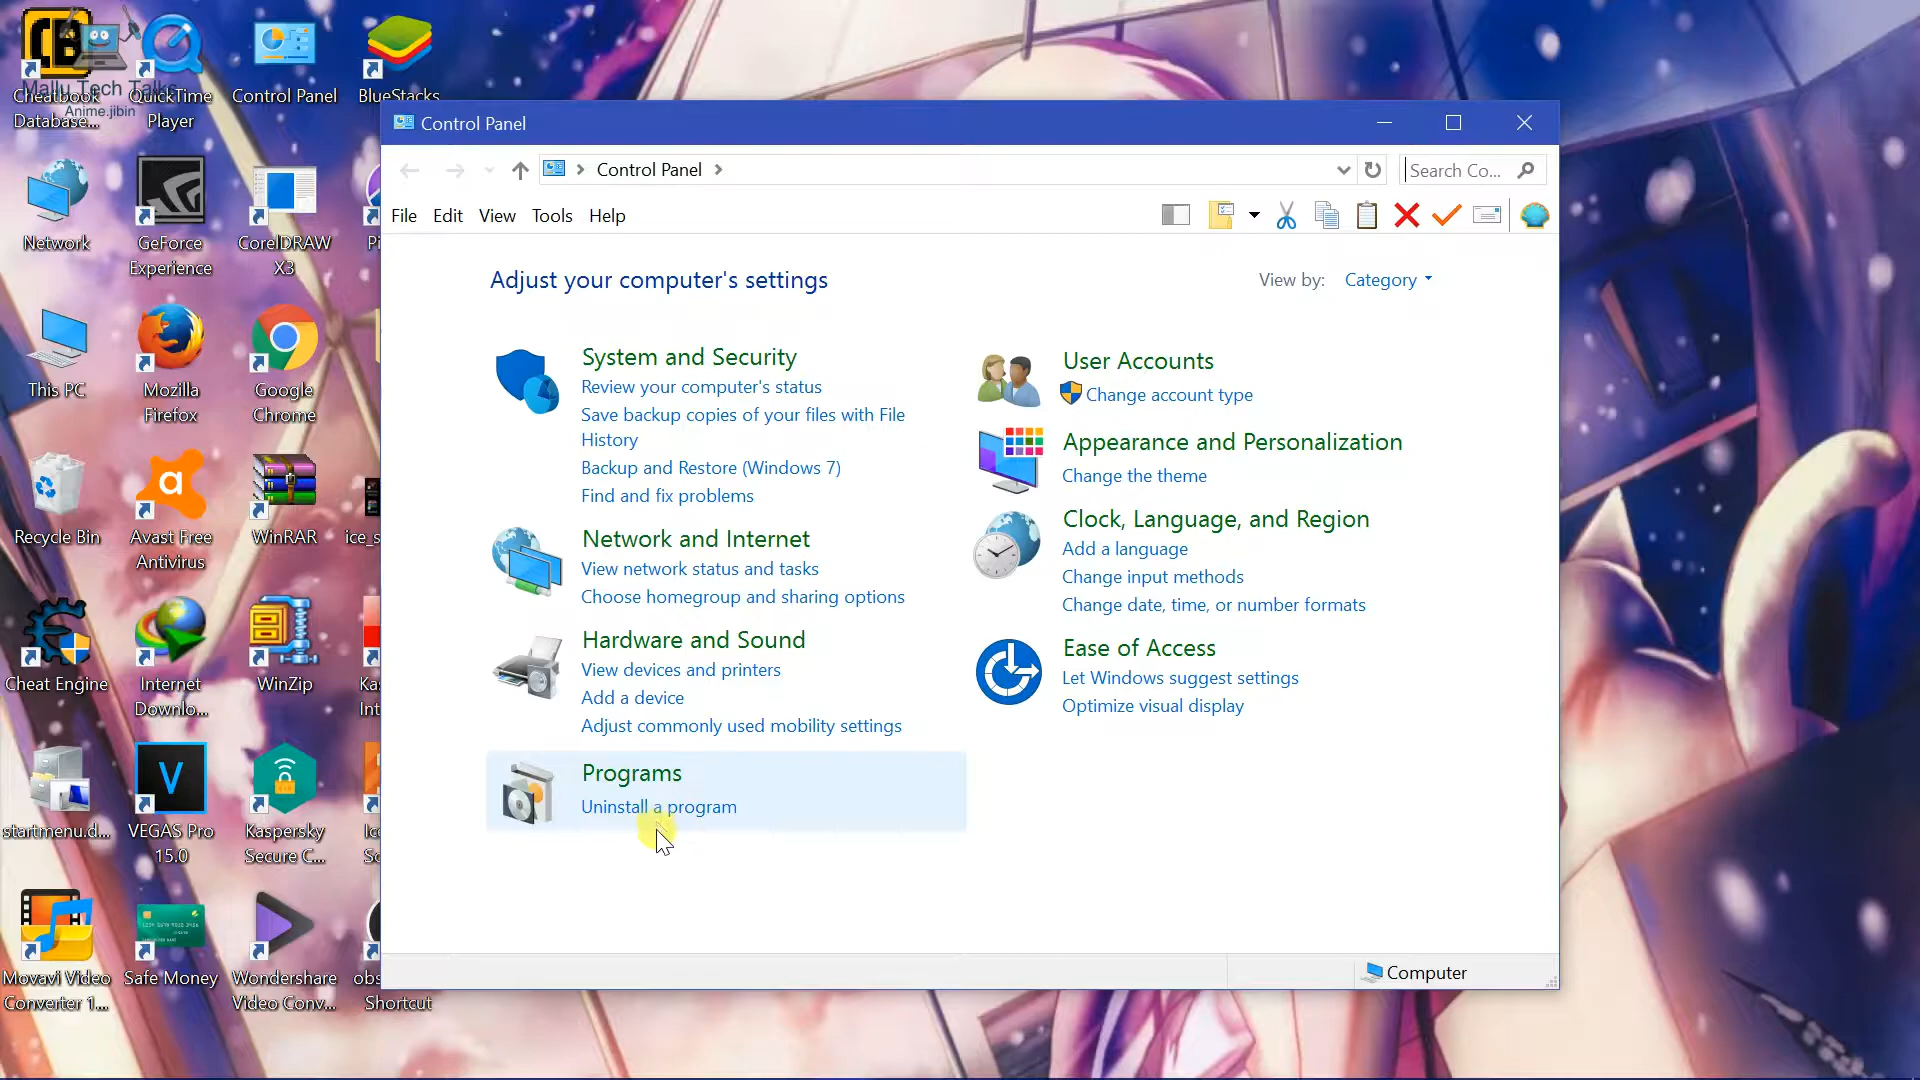 Cheatbook
Database...
Mallu Tech Talks
Anime.jibin
QuickTime
Player
Control Panel
BlueStacks
Network
GeForce
Experience
CorelDRAW
X3
This PC
Mozilla
Firefox
Google
Chrome
Recycle Bin
Avast Free
Antivirus
WinRAR
ice_s
Cheat Engine
Internet
Downlo...
WinZip
Ka
Int
startmenu.d...
VEGAS Pro
15.0
Kaspersky
Secure C...
Ic
Sc
Movavi Video
Converter 1...
Safe Money
Wondershare
Video Conv...
obs
Shortcut
Control Panel
Control Panel
Search Co...
File Edit View Tools Help
Adjust your computer's settings
View by: Category
System and Security
Review your computer's status
Save backup copies of your files with File
History
Backup and Restore (Windows 7)
Find and fix problems
Network and Internet
View network status and tasks
Choose homegroup and sharing options
Hardware and Sound
View devices and printers
Add a device
Adjust commonly used mobility settings
Programs
Uninstall a program
User Accounts
Change account type
Appearance and Personalization
Change the theme
Clock, Language, and Region
Add a language
Change input methods
Change date, time, or number formats
Ease of Access
Let Windows suggest settings
Optimize visual display
Computer